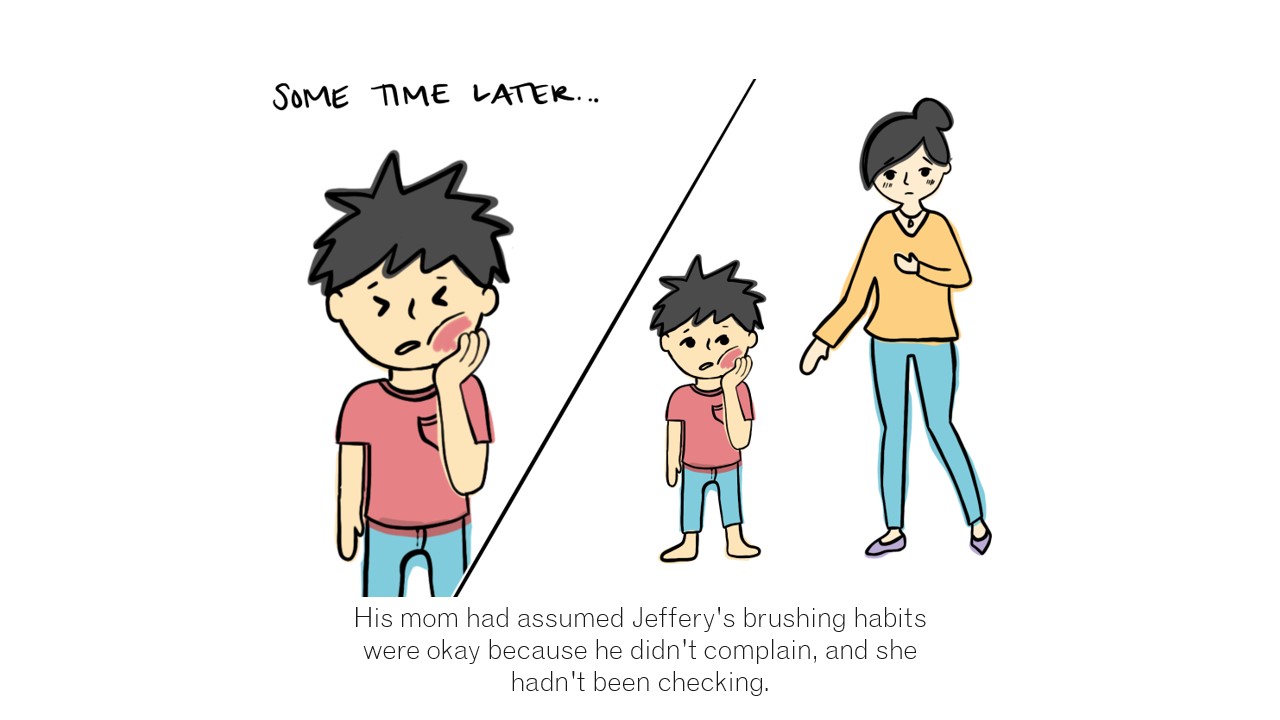 SOME TIME LATER...
His mom had assumed Jeffery's brushing habits
were okay because he didn't complain, and she
hadn't been checking.